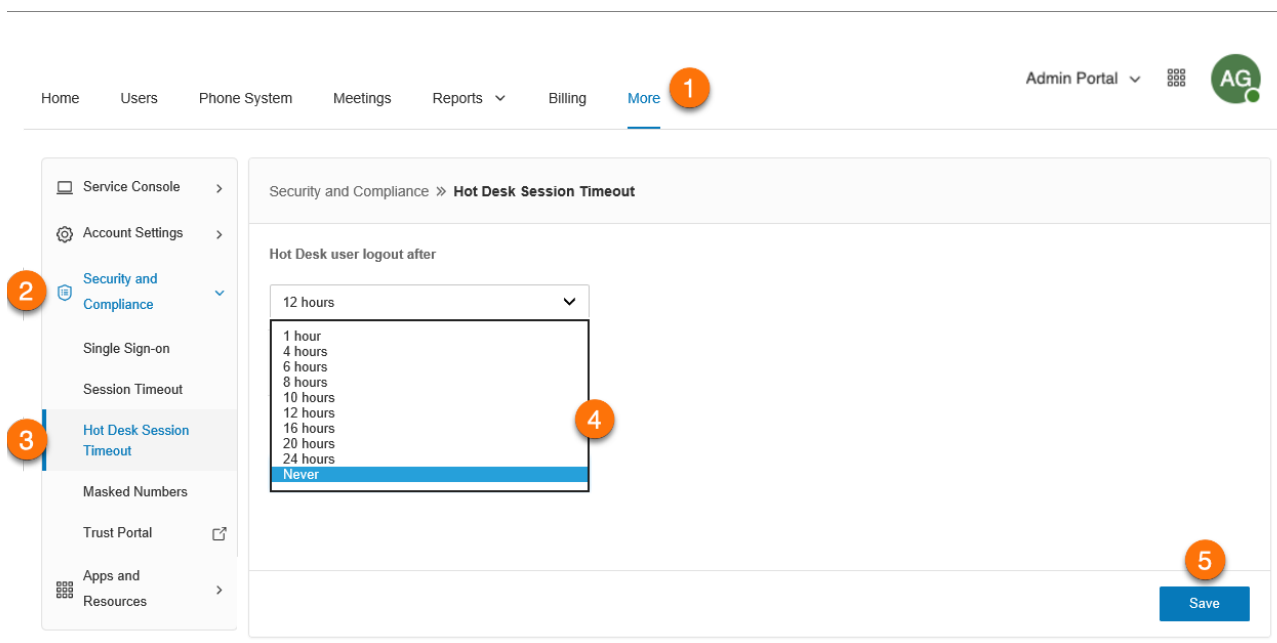 Admin Portal
AG
Home Users Phone System Meetings Reports Billing More 1
Service Console
Account Settings
2
Security and
Compliance
Single Sign-on
Session Timeout
3
Hot Desk Session
Timeout
Masked Numbers
Trust Portal
Apps and
Resources
Security and Compliance » Hot Desk Session Timeout
Hot Desk user logout after
12 hours
1 hour
4 hours
6 hours
8 hours
10 hours
12 hours
16 hours
20 hours
24 hours
Never
4
5
Save